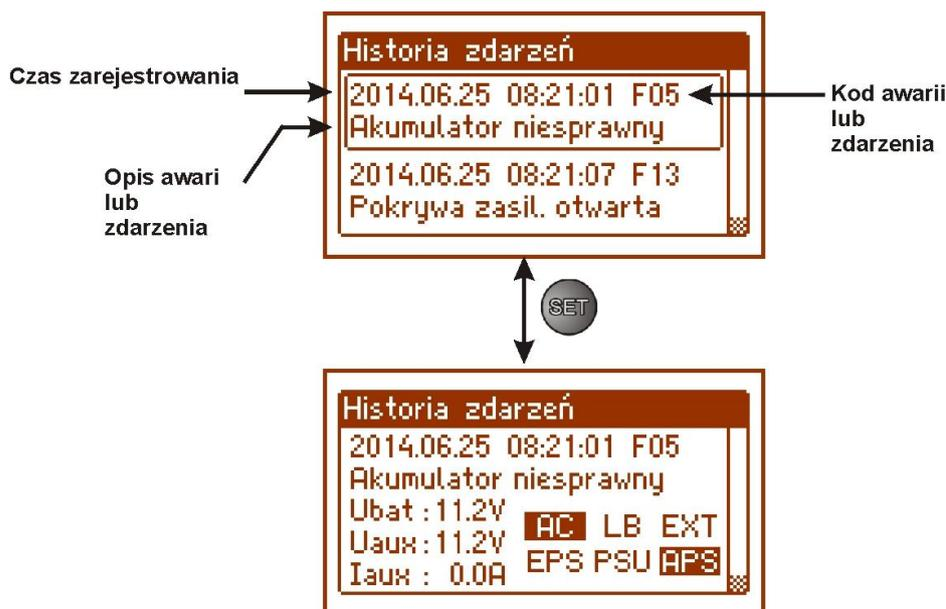 Historia zdarzeń
Czas zarejestrowania
2014.06.25 08:21:01 F05
Akumulator niesprawny
Kod awarii
lub
zdarzenia
Opis awari
lub
zdarzenia
2014.06.25 08:21:07 F13
Pokrywa zasil. otwarta
SET
Historia zdarzeń
2014.06.25 08:21:01 F05
Akumulator niesprawny
Ubat : 11.2V
Uaux : 11.2V
Iaux : 0.0A
AC LB EXT
EPS PSU APS